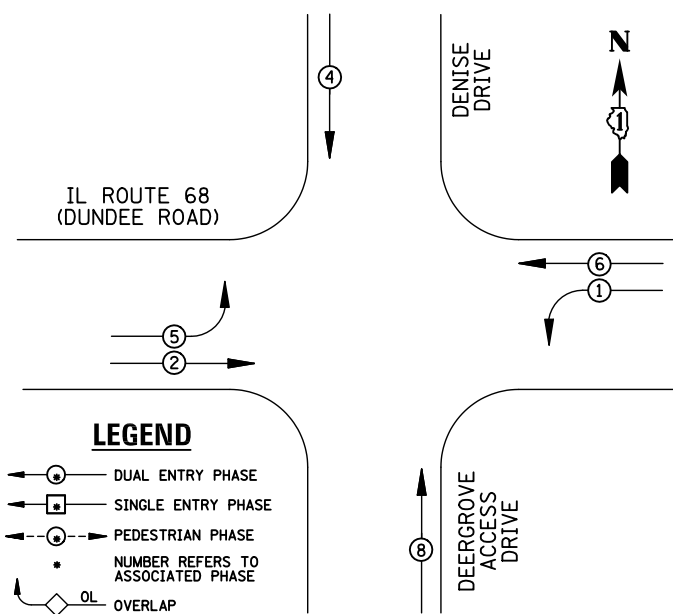 4
DENISE
DRIVE
N
1
IL ROUTE 68
(DUNDEE ROAD)
6
1
5
2
LEGEND
* DUAL ENTRY PHASE
* SINGLE ENTRY PHASE
* PEDESTRIAN PHASE
* NUMBER REFERS TO
ASSOCIATED PHASE
OL OVERLAP
8
DEERGROVE
ACCESS
DRIVE